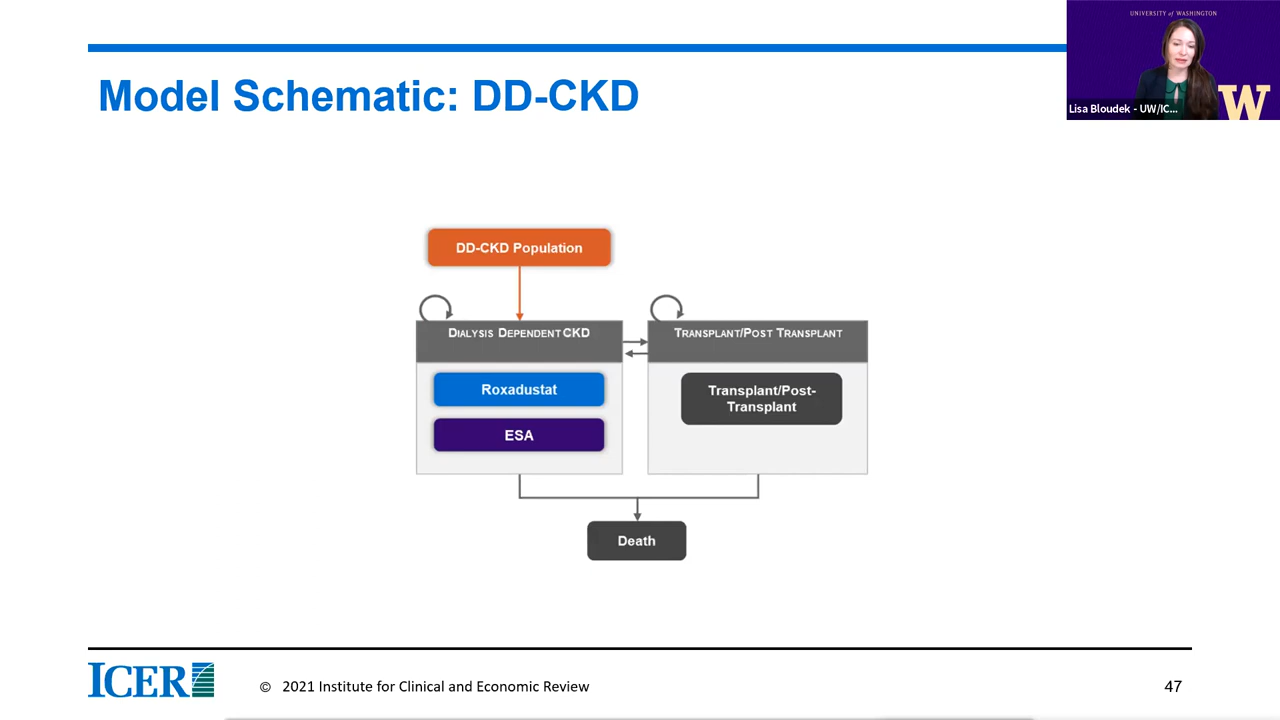 UNIVERSITY of WASHINGTON
W
Lisa Bloudek - UW/IC...
Model Schematic: DD-CKD
DD-CKD Population
DIALYSIS DEPENDENT CKD
TRANSPLANT/POST TRANSPLANT
Roxadustat
ESA
Transplant/Post-
Transplant
Death
ICER
© 2021 Institute for Clinical and Economic Review
47